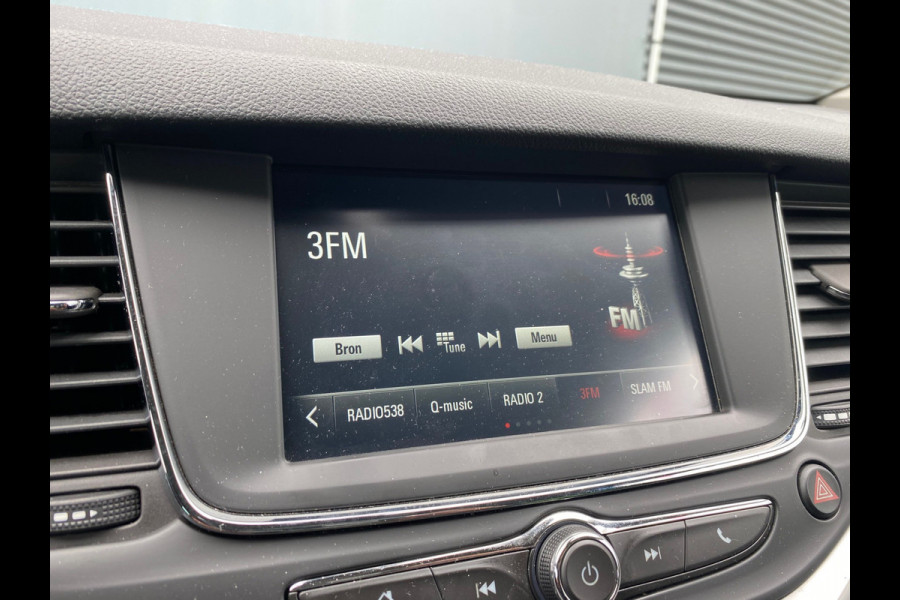 16:08
3FM
FM
Bron
Tune
Menu
RADIO538
Q-music
RADIO 2
3FM
SLAM FM